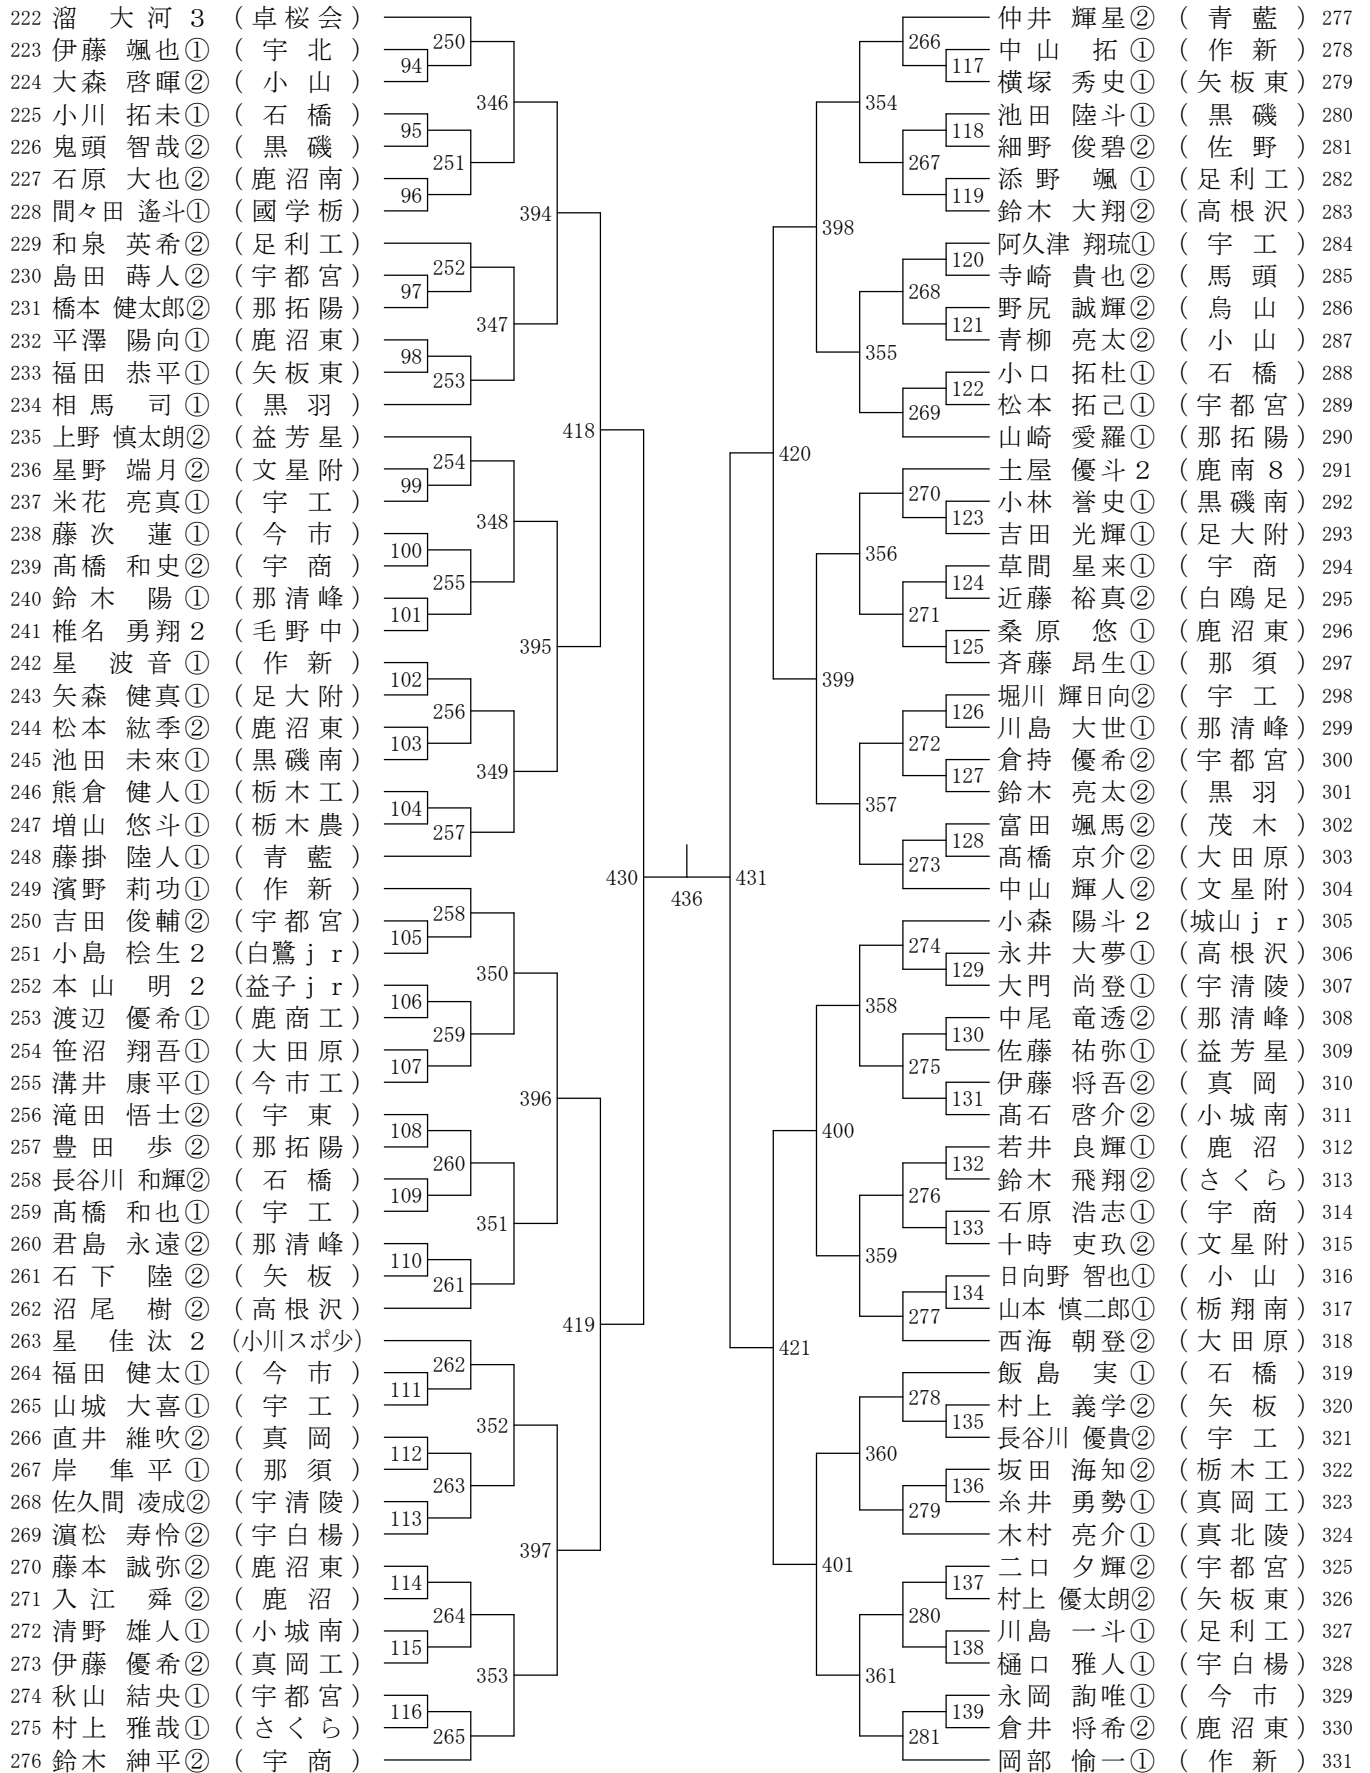 222 溜　大河３（卓桜会）
223 伊藤 颯也①（宇北）
224 大森 啓暉②（小山）
225 小川 拓未①（石橋）
226 鬼頭 智哉②（黒磯）
227 石原 大也②（鹿沼南）
228 間々田 遙斗①（國学栃）
229 和泉 英希②（足利工）
230 島田 蒔人②（宇都宮）
231 橋本 健太郎②（那拓陽）
232 平澤 陽向①（鹿沼東）
233 福田 恭平①（矢板東）
234 相馬　司①（黒羽）
235 上野 慎太朗②（益芳星）
236 星野 端月②（文星附）
237 米花 亮真①（宇工）
238 藤次　蓮①（今市）
239 髙橋 和史②（宇商）
240 鈴木　陽①（那清峰）
241 椎名 勇翔２（毛野中）
242 星　波音①（作新）
243 矢森 健真①（足大附）
244 松本 紘季②（鹿沼東）
245 池田 未來①（黒磯南）
246 熊倉 健人①（栃木工）
247 増山 悠斗①（栃木農）
248 藤掛 陸人①（青藍）
249 濱野 莉功①（作新）
250 吉田 俊輔②（宇都宮）
251 小島 桧生２（白鷺ｊｒ）
252 本山　明２（益子ｊｒ）
253 渡辺 優希①（鹿商工）
254 笹沼 翔吾①（大田原）
255 溝井 康平①（今市工）
256 滝田 悟士②（宇東）
257 豊田　歩②（那拓陽）
258 長谷川 和輝②（石橋）
259 髙橋 和也①（宇工）
260 君島 永遠②（那清峰）
261 石下　陸②（矢板）
262 沼尾　樹②（高根沢）
263 星　佳汰２（小川スポ少）
264 福田 健太①（今市）
265 山城 大喜①（宇工）
266 直井 維吹②（真岡）
267 岸　隼平①（那須）
268 佐久間 凌成②（宇清陵）
269 濵松 寿怜②（宇白楊）
270 藤本 誠弥②（鹿沼東）
271 入江　舜②（鹿沼）
272 清野 雄人①（小城南）
273 伊藤 優希②（真岡工）
274 秋山 結央①（宇都宮）
275 村上 雅哉①（さくら）
276 鈴木 紳平②（宇商）
250
94
346
95
251
96
394
252
97
347
98
253
418
254
99
348
100
255
101
395
102
256
103
349
104
257
430
258
105
350
106
259
107
396
108
260
109
351
110
261
419
262
111
352
112
263
113
397
114
264
115
353
116
265
436
431
266
117
354
118
267
119
398
120
268
121
355
122
269
420
270
123
356
124
271
125
399
126
272
127
357
128
273
274
129
358
130
275
131
400
132
276
133
359
134
277
421
278
135
360
136
279
401
137
280
138
361
139
281
仲井 輝星②（青藍）277
中山　拓①（作新）278
横塚 秀史①（矢板東）279
池田 陸斗①（黒磯）280
細野 俊碧②（佐野）281
添野　颯①（足利工）282
鈴木 大翔②（高根沢）283
阿久津 翔琉①（宇工）284
寺崎 貴也②（馬頭）285
野尻 誠輝②（烏山）286
青柳 亮太②（小山）287
小口 拓杜①（石橋）288
松本 拓己①（宇都宮）289
山崎 愛羅①（那拓陽）290
土屋 優斗２（鹿南８）291
小林 誉史①（黒磯南）292
吉田 光輝①（足大附）293
草間 星来①（宇商）294
近藤 裕真②（白鴎足）295
桑原　悠①（鹿沼東）296
斉藤 昂生①（那須）297
堀川 輝日向②（宇工）298
川島 大世①（那清峰）299
倉持 優希②（宇都宮）300
鈴木 亮太②（黒羽）301
富田 颯馬②（茂木）302
髙橋 京介②（大田原）303
中山 輝人②（文星附）304
小森 陽斗２（城山ｊｒ）305
永井 大夢①（高根沢）306
大門 尚登①（宇清陵）307
中尾 竜透②（那清峰）308
佐藤 祐弥①（益芳星）309
伊藤 将吾②（真岡）310
髙石 啓介②（小城南）311
若井 良輝①（鹿沼）312
鈴木 飛翔②（さくら）313
石原 浩志①（宇商）314
十時 吏玖②（文星附）315
日向野 智也①（小山）316
山本 慎二郎①（栃翔南）317
西海 朝登②（大田原）318
飯島　実①（石橋）319
村上 義学②（矢板）320
長谷川 優貴②（宇工）321
坂田 海知②（栃木工）322
糸井 勇勢①（真岡工）323
木村 亮介①（真北陵）324
二口 夕輝②（宇都宮）325
村上 優太朗②（矢板東）326
川島 一斗①（足利工）327
樋口 雅人①（宇白楊）328
永岡 詢唯①（今市）329
倉井 将希②（鹿沼東）330
岡部 愉一①（作新）331